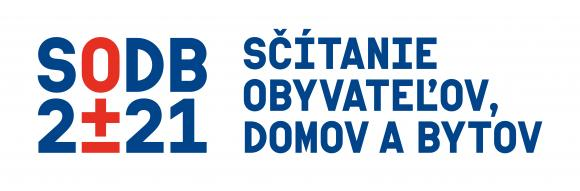 SODB
2±21
SČÍTANIE
OBYVATEĽOV,
DOMOV A BYTOV